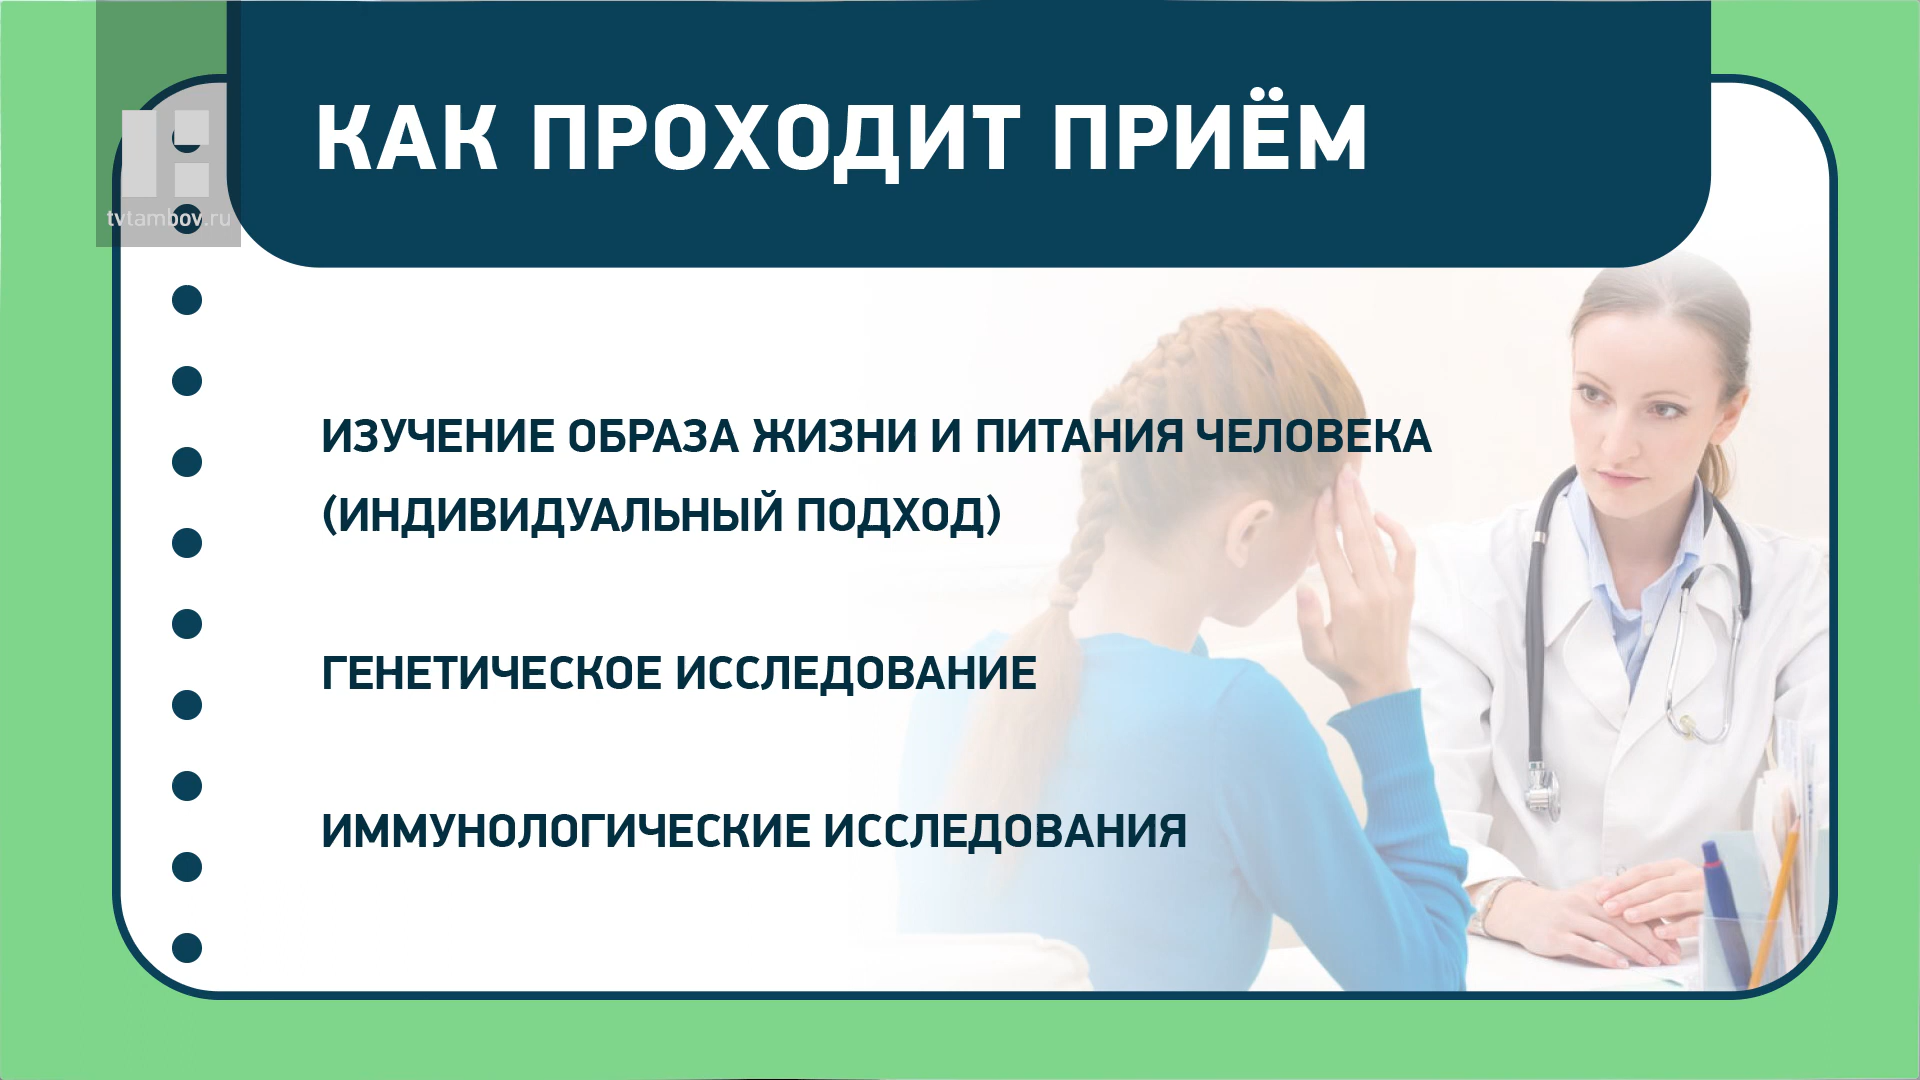 КАК ПРОХОДИТ ПРИЁМ
tvtambov.ru
ИЗУЧЕНИЕ ОБРАЗА ЖИЗНИ И ПИТАНИЯ ЧЕЛОВЕКА
(ИНДИВИДУАЛЬНЫЙ ПОДХОД)
ГЕНЕТИЧЕСКОЕ ИССЛЕДОВАНИЕ
ИММУНОЛОГИЧЕСКИЕ ИССЛЕДОВАНИЯ